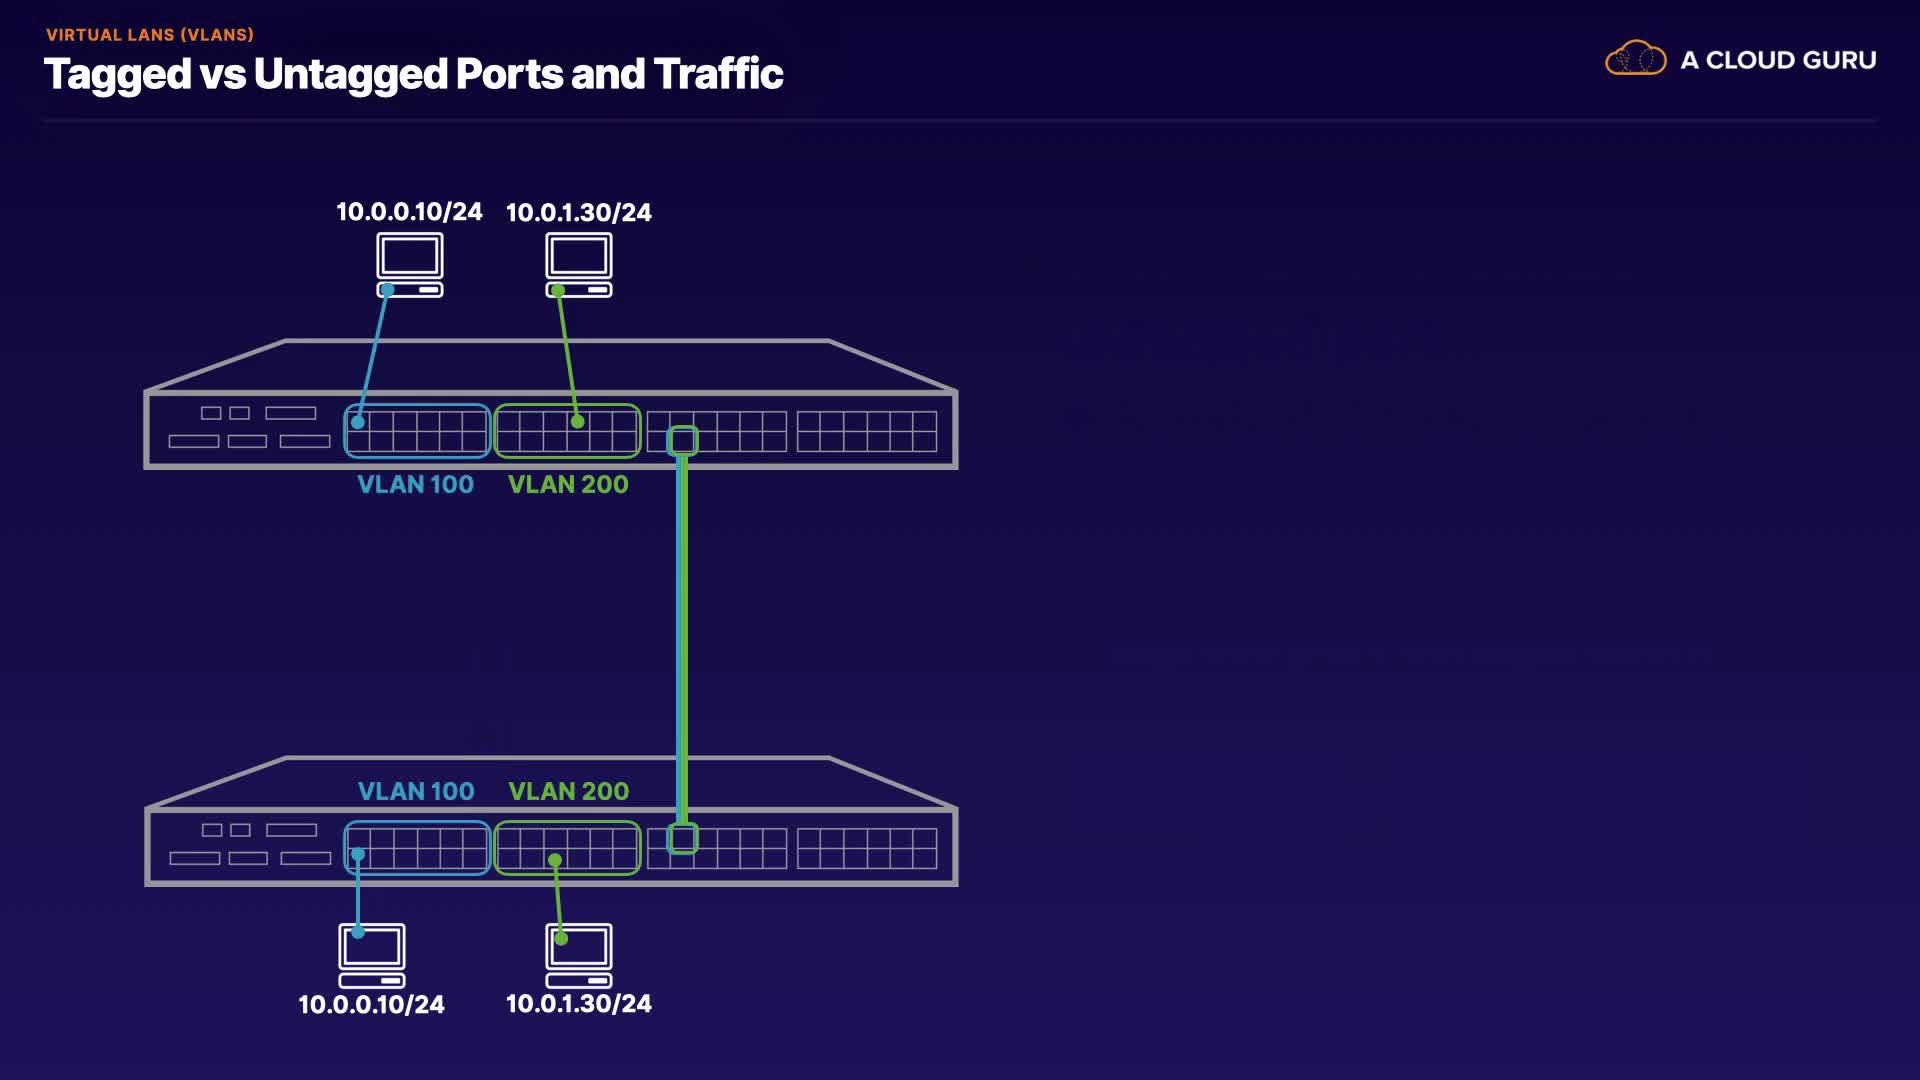 VIRTUAL LANS (VLANS)
Tagged vs Untagged Ports and Traffic
A CLOUD GURU
10.0.0.10/24 10.0.1.30/24
VLAN 100 VLAN 200
VLAN 100 VLAN 200
10.0.0.10/24 10.0.1.30/24